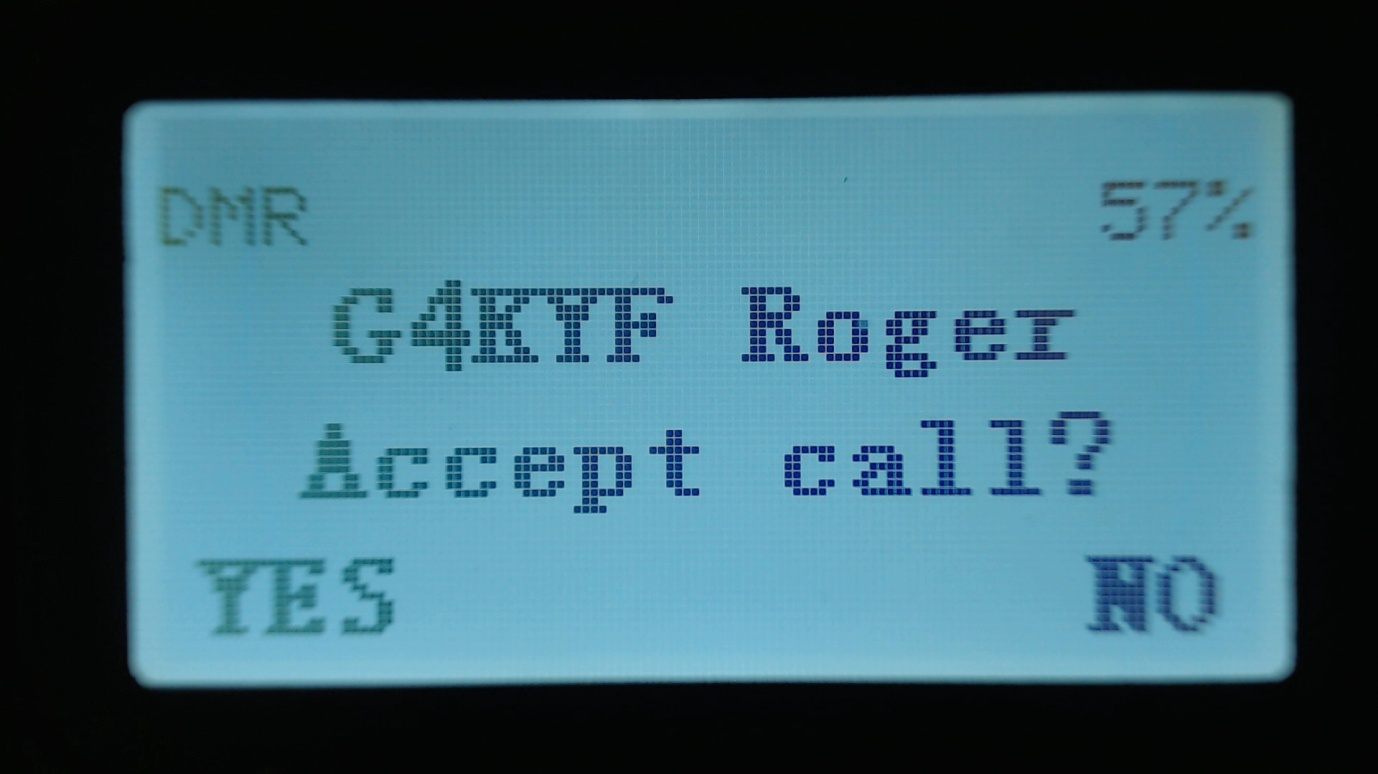 DMR 57%
G4KYF Roger
Accept call?
YES NO